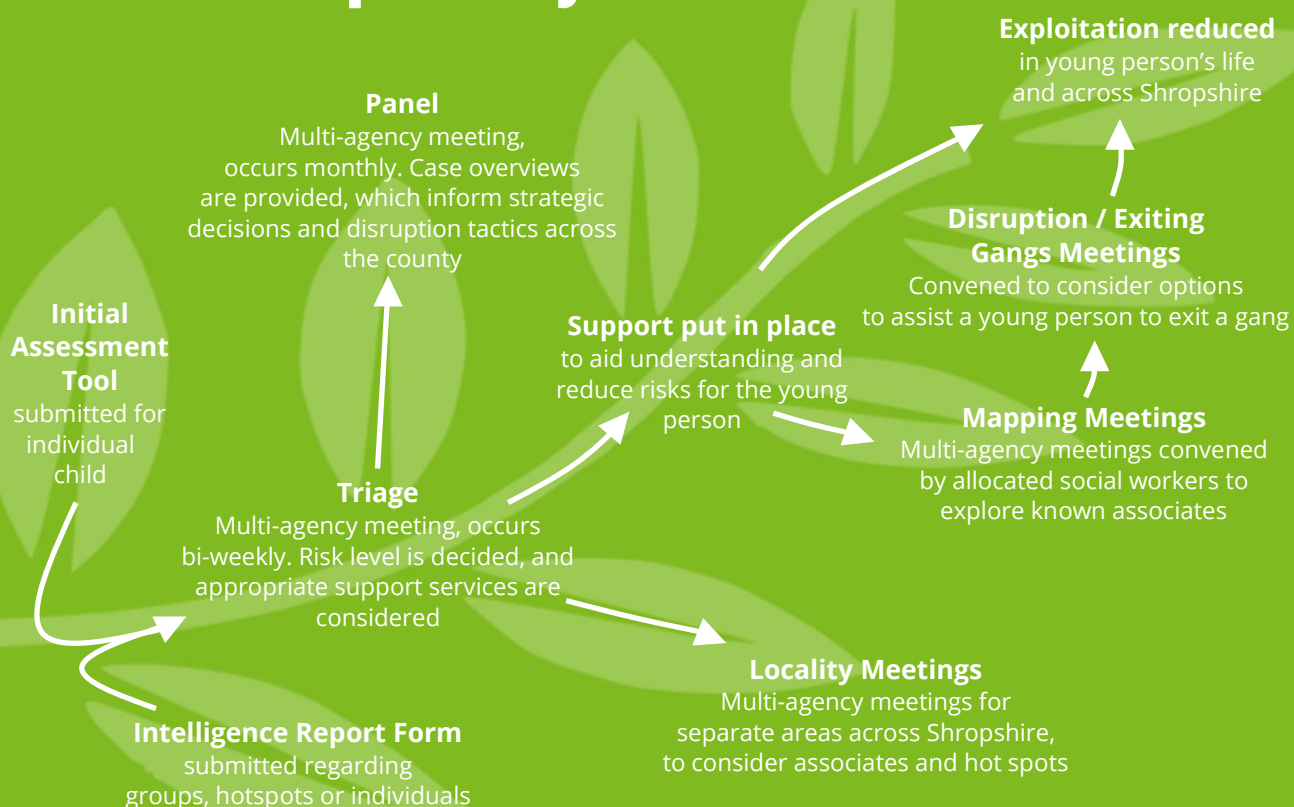 Exploitation reduced
in young person's life
and across Shropshire
Panel
Multi-agency meeting,
occurs monthly. Case overviews
are provided, which inform strategic
decisions and disruption tactics across
the county
Disruption / Exiting
Gangs Meetings
Convened to consider options
to assist a young person to exit a gang
Initial
Assessment
Tool
submitted for
individual
child
Support put in place
to aid understanding and
reduce risks for the young
person
Mapping Meetings
Multi-agency meetings convened
by allocated social workers to
explore known associates
Triage
Multi-agency meeting, occurs
bi-weekly. Risk level is decided, and
appropriate support services are
considered
Locality Meetings
Multi-agency meetings for
separate areas across Shropshire,
to consider associates and hot spots
Intelligence Report Form
submitted regarding
groups, hotspots or individuals